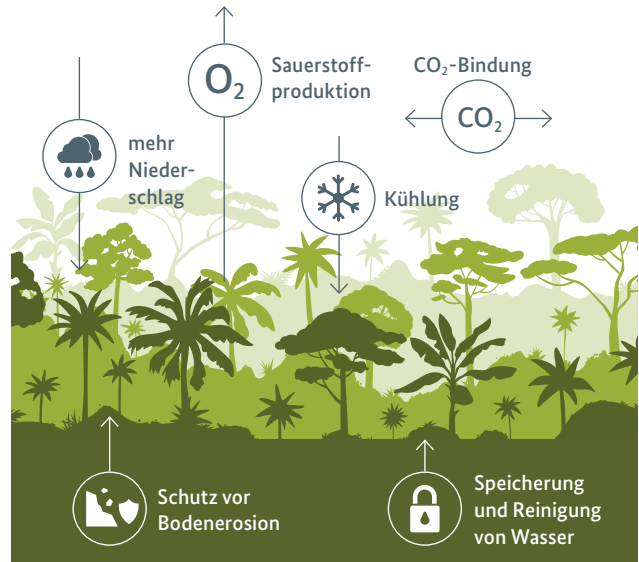 O₂
Sauerstoff-
produktion
CO₂-Bindung
CO₂
mehr
Nieder-
schlag
Kühlung
Schutz vor
Bodenerosion
Speicherung
und Reinigung
von Wasser